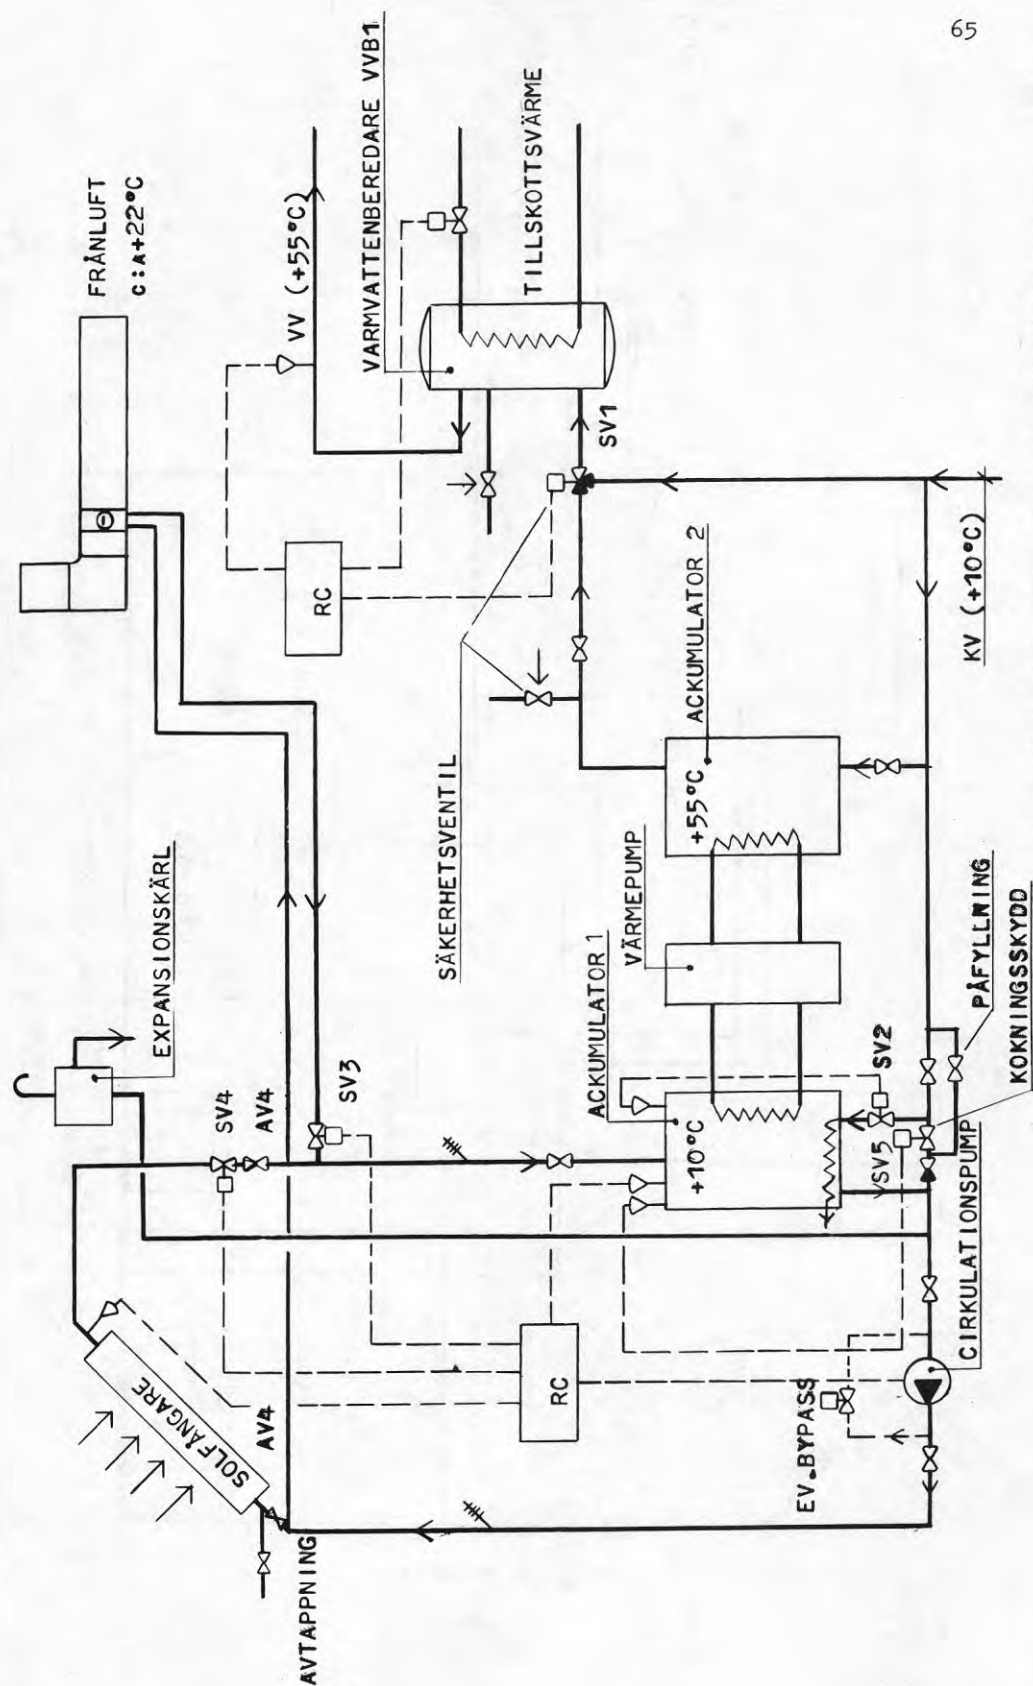 65
FRÅNLUFT
C:A+22°C
VV (+55°C)
VARMVATTENBEREDARE VVB1
TILLSKOTTSVÄRME
RC
SV1
SÄKERHETSVENTIL
EXPANSIONSKÄRL
SV4
AV4
SV3
ACKUMULATOR 2
+55°C
KV (+10°C)
VÄRMEPUMP
ACKUMULATOR 1
+10°C
SV2
SV5
PÅFYLLNING
KOKNINGSSKYDD
CIRKULATIONSPUMP
EV.BYPASS
RC
SOLFÅNGARE
AV4
AVTAPPNING